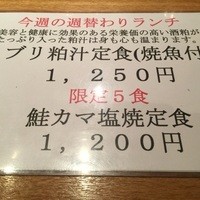 今週の週替わりランチ
美容と健康に効果のある栄養価の高い酒粕が
たっぷり入った粕汁は身も心も温まります。
ブリ粕汁定食(焼魚付
1,250円
限定5食
鮭カマ塩焼定食
1,200円